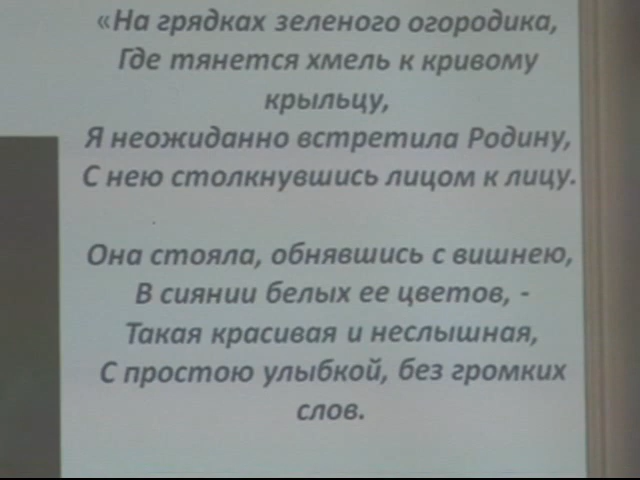 «На грядках зеленого огородика,
Где тянется хмель к кривому
крыльцу,
Я неожиданно встретила Родину,
С нею столкнувшись лицом к лицу.
Она стояла, обнявшись с вишнею,
В сиянии белых ее цветов, -
Такая красивая и неслышная,
С простою улыбкой, без громких
слов.